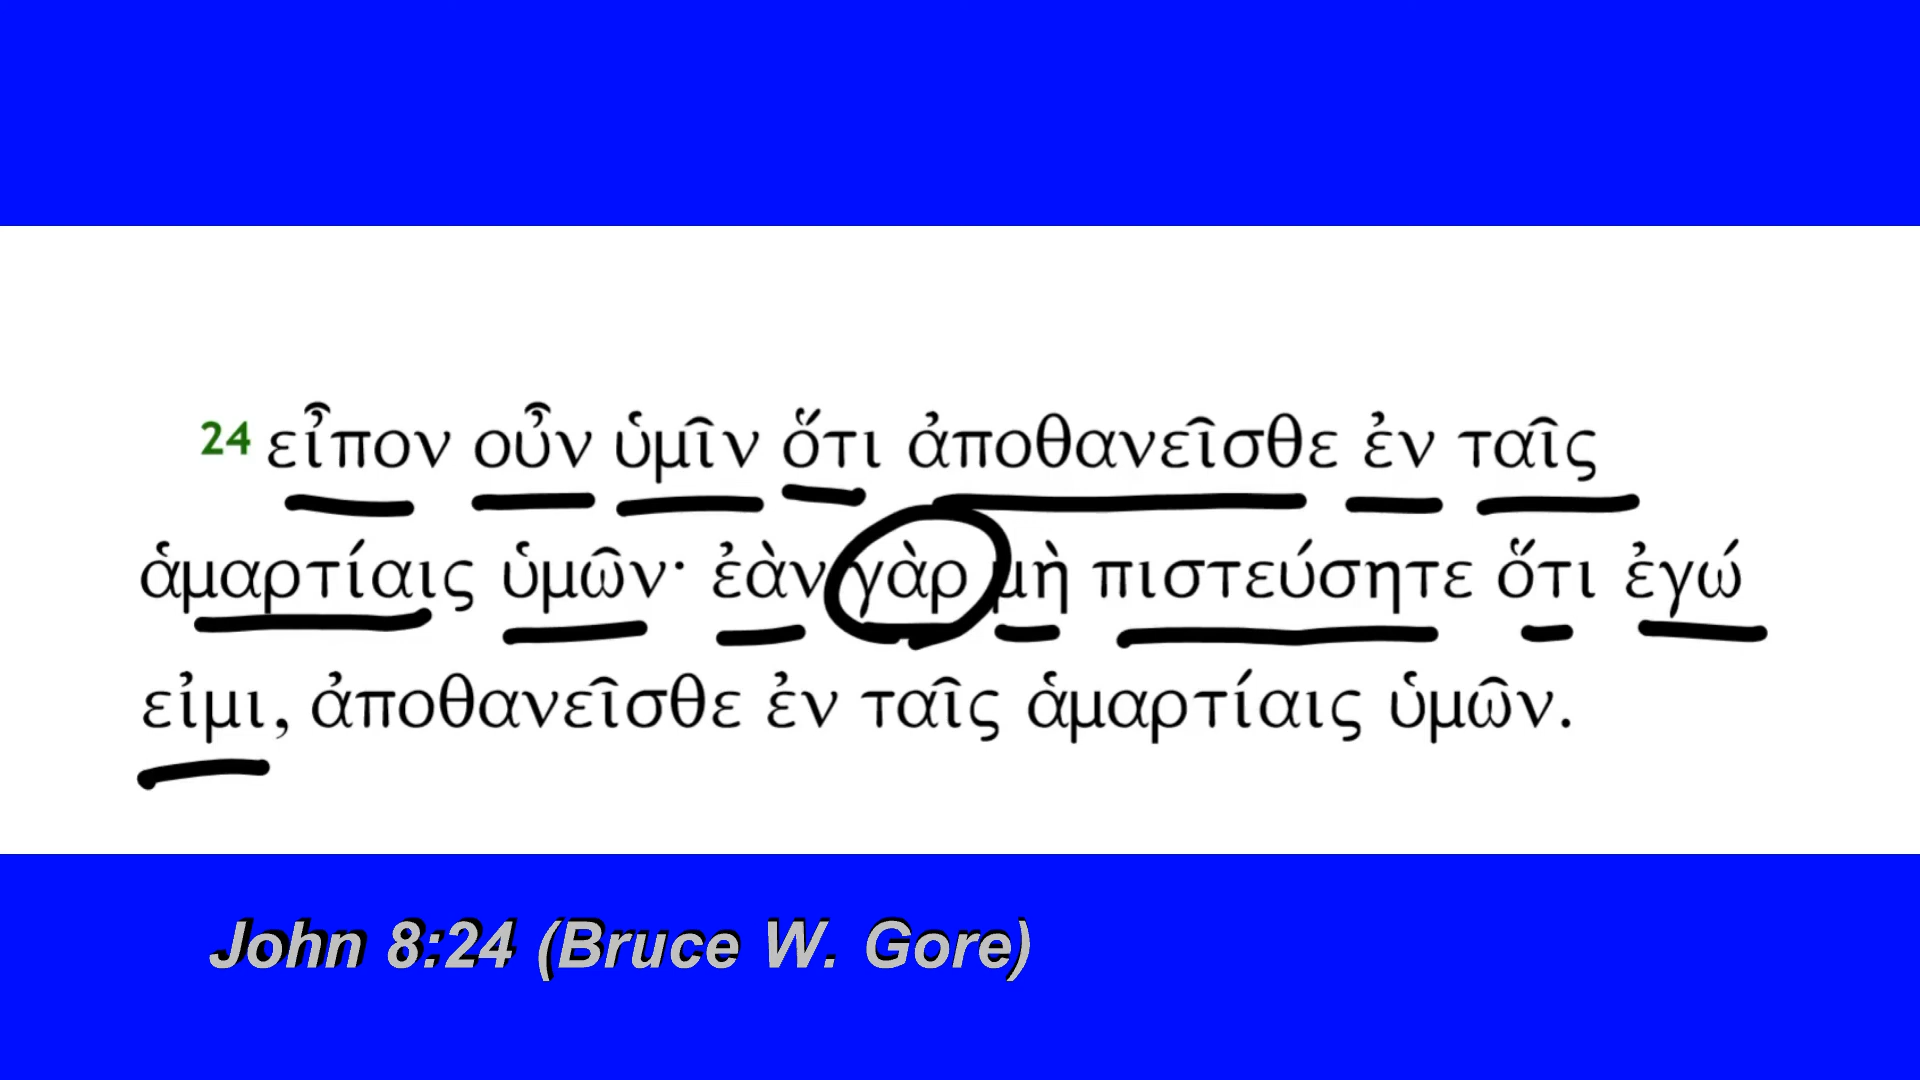 24 εἶπον οὖν ὑμῖν ὅτι ἀποθανεῖσθε ἐν ταῖς
ἁμαρτίαις ὑμῶν· ἐὰν γὰρ μὴ πιστεύσητε ὅτι ἐγώ
εἰμι, ἀποθανεῖσθε ἐν ταῖς ἁμαρτίαις ὑμῶν.
John 8:24 (Bruce W. Gore)